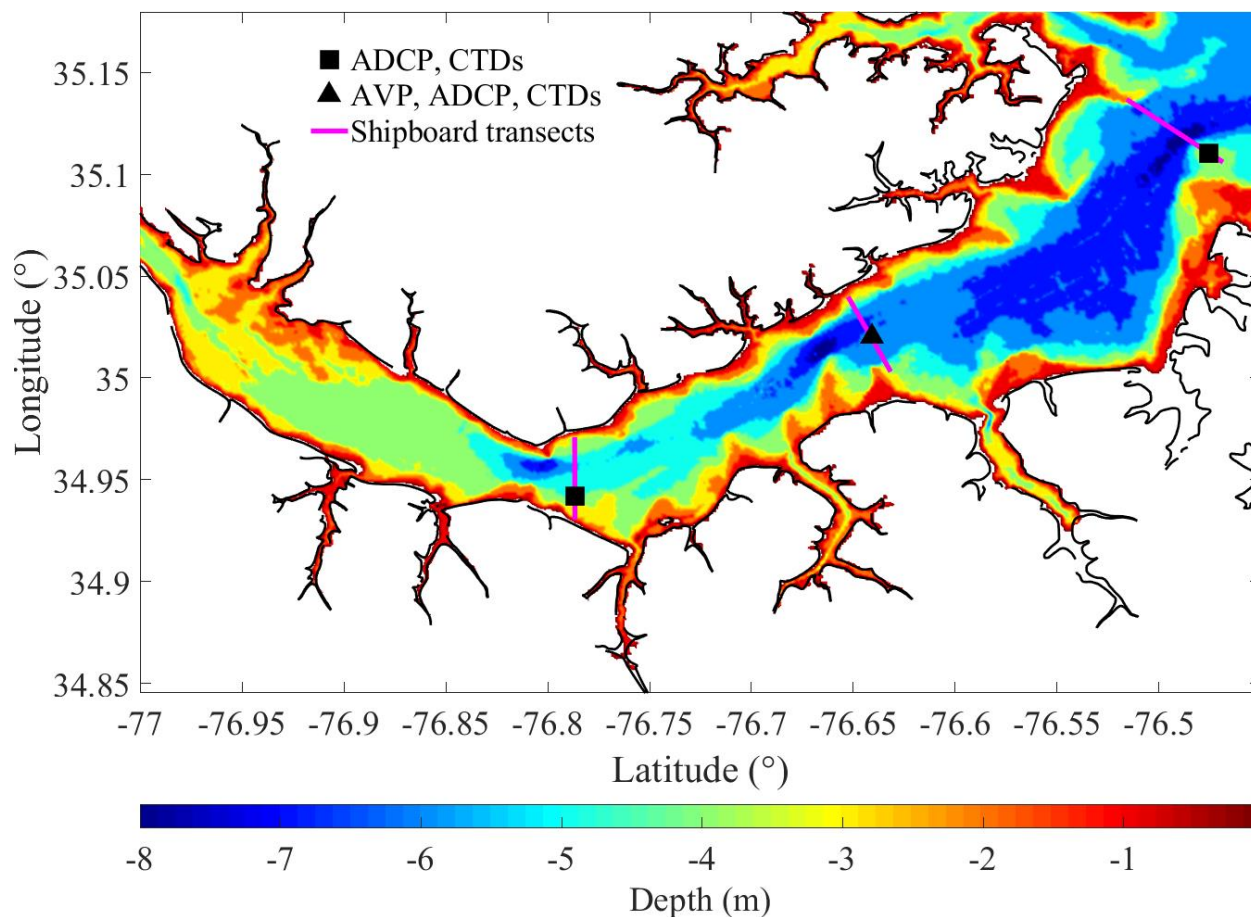 ADCP, CTDs
AVP, ADCP, CTDs
Shipboard transects
35.15
35.1
35.05
35
34.95
34.9
34.85
Longitude (°)
-77 -76.95 -76.9 -76.85 -76.8 -76.75 -76.7 -76.65 -76.6 -76.55 -76.5
Latitude (°)
-8 -7 -6 -5 -4 -3 -2 -1
Depth (m)